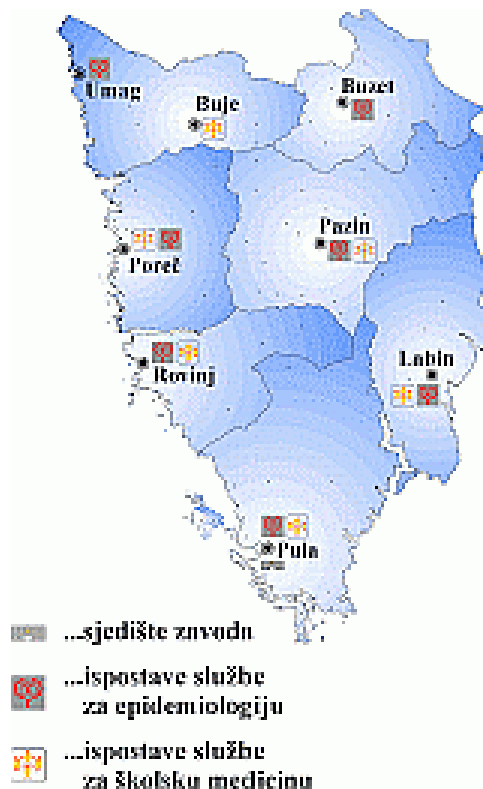 Umag
Buje
Buzet
Poreč
Pazin
Rovinj
Labin
Pula
...sjedište zavoda
...ispostave službe
za epidemiologiju
...ispostave službe
za školsku medicinu